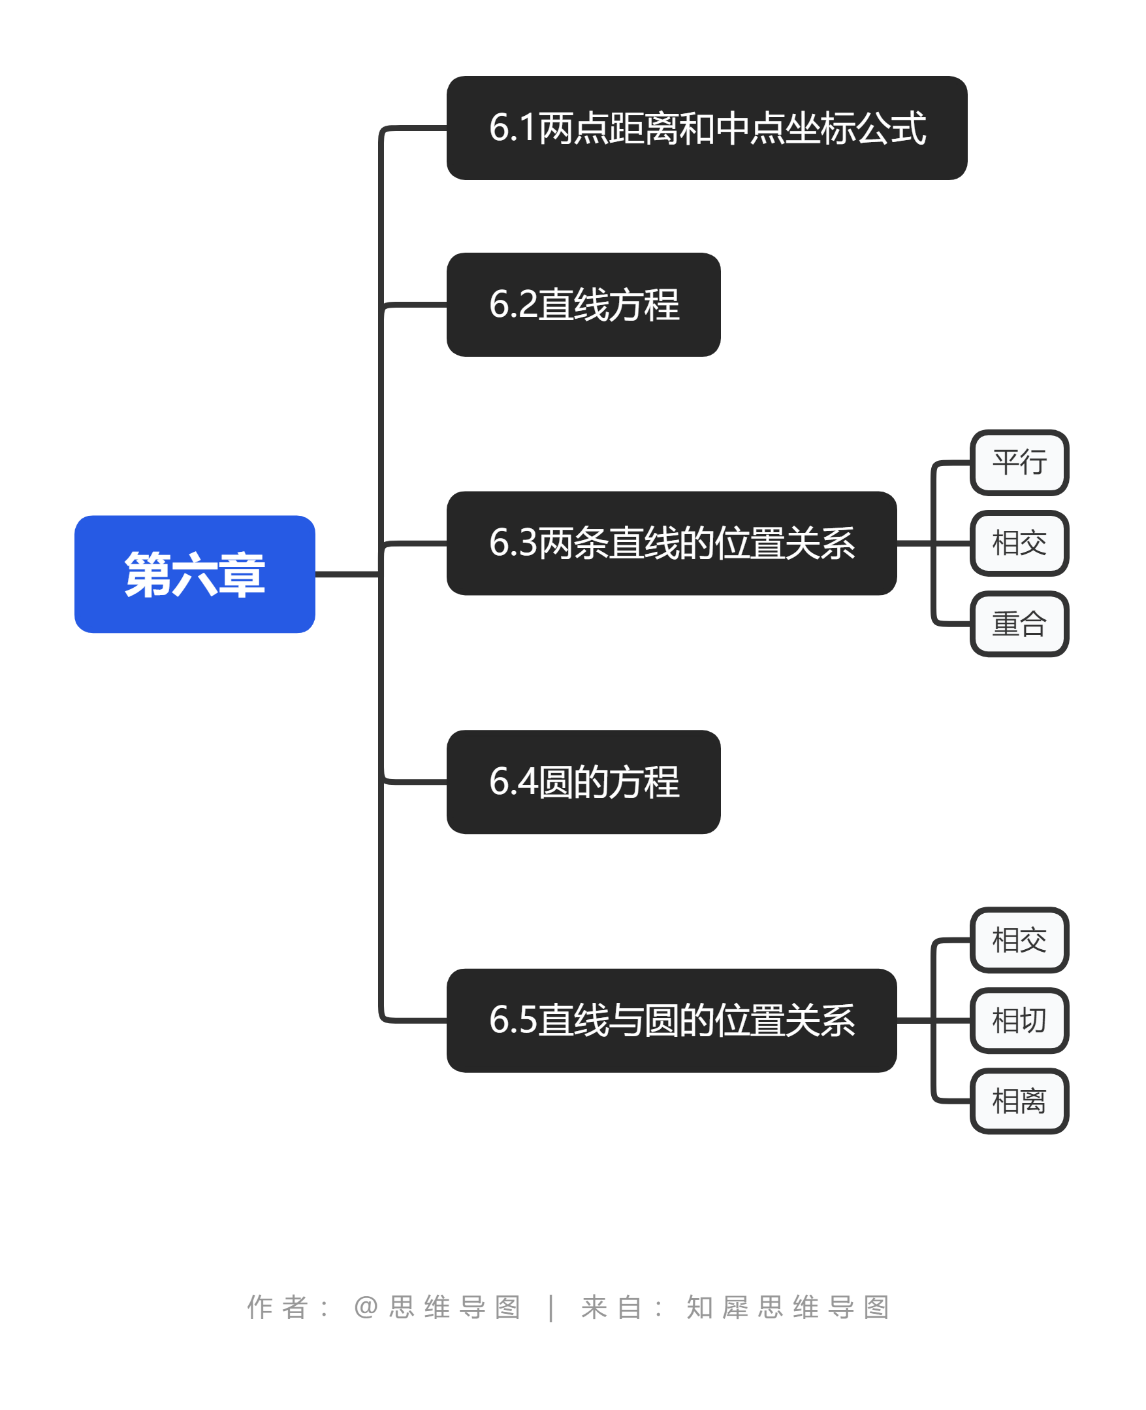 第六章
6.1两点距离和中点坐标公式
6.2直线方程
6.3两条直线的位置关系
平行
相交
重合
6.4圆的方程
6.5直线与圆的位置关系
相交
相切
相离
作者：@思维导图 | 来自：知犀思维导图